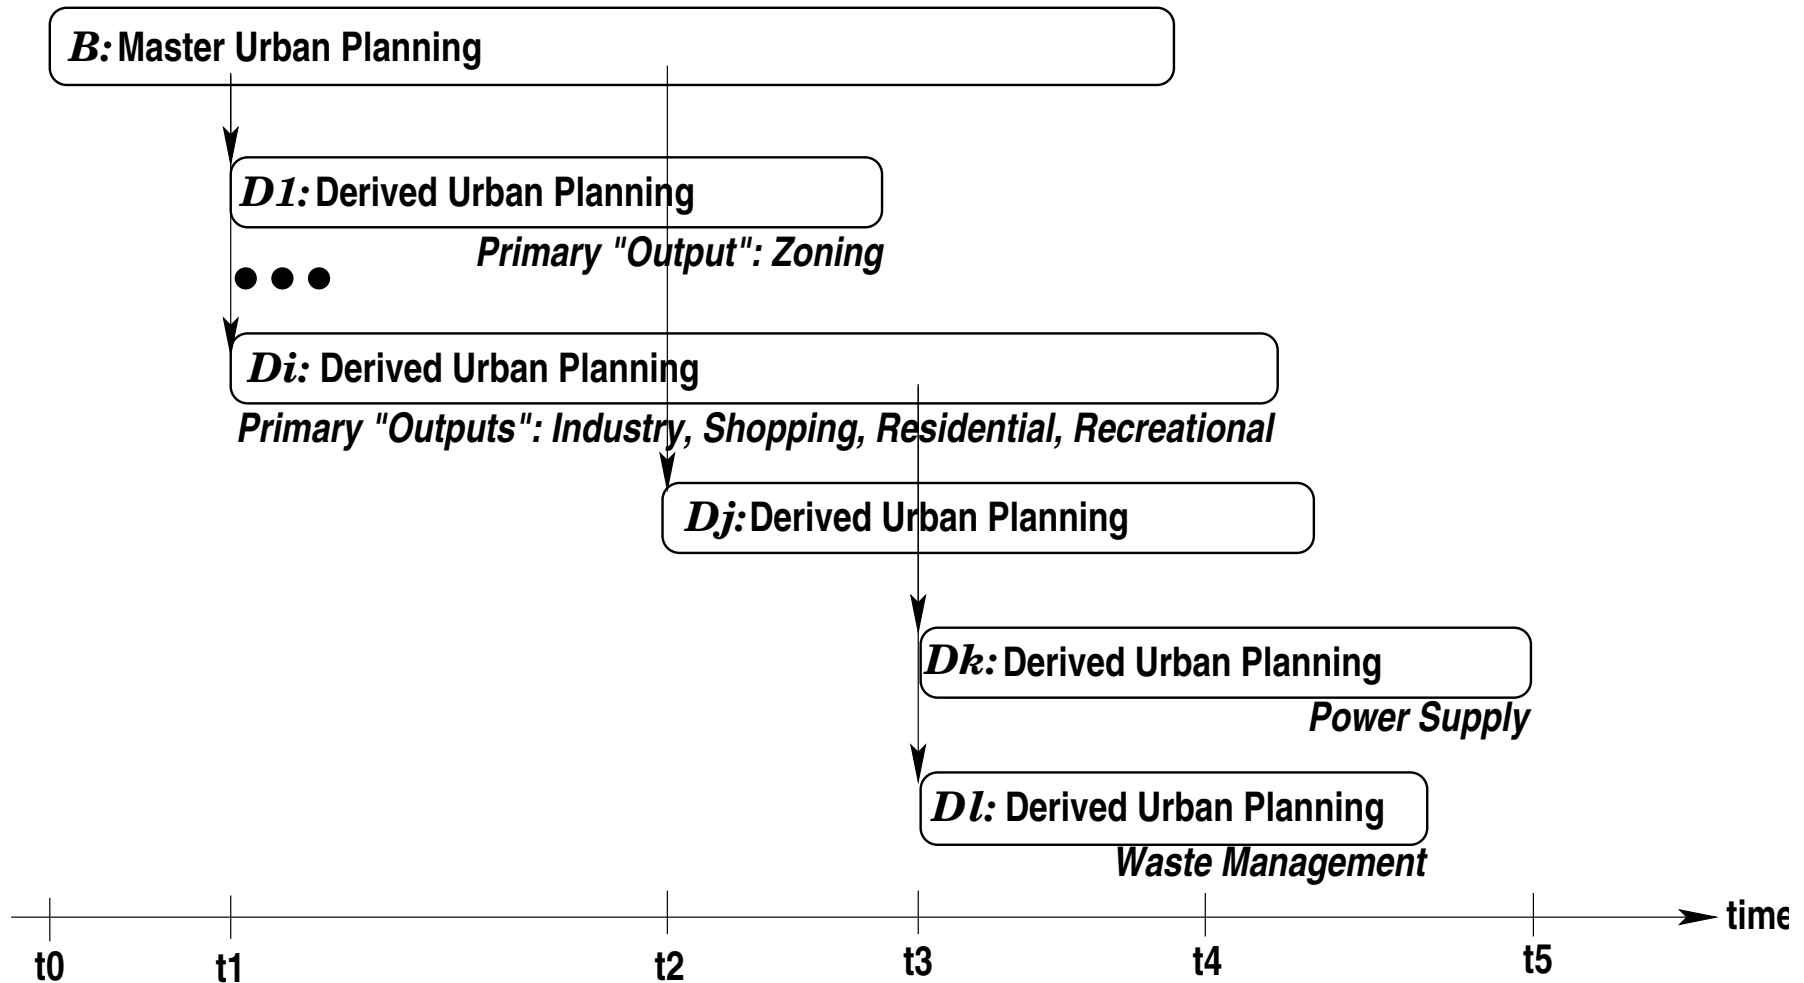 B: Master Urban Planning
D1: Derived Urban Planning
Primary "Output": Zoning
Di: Derived Urban Planning
Primary "Outputs": Industry, Shopping, Residential, Recreational
Dj: Derived Urban Planning
Dk: Derived Urban Planning
Power Supply
Dl: Derived Urban Planning
Waste Management
time
t0 t1 t2 t3 t4 t5